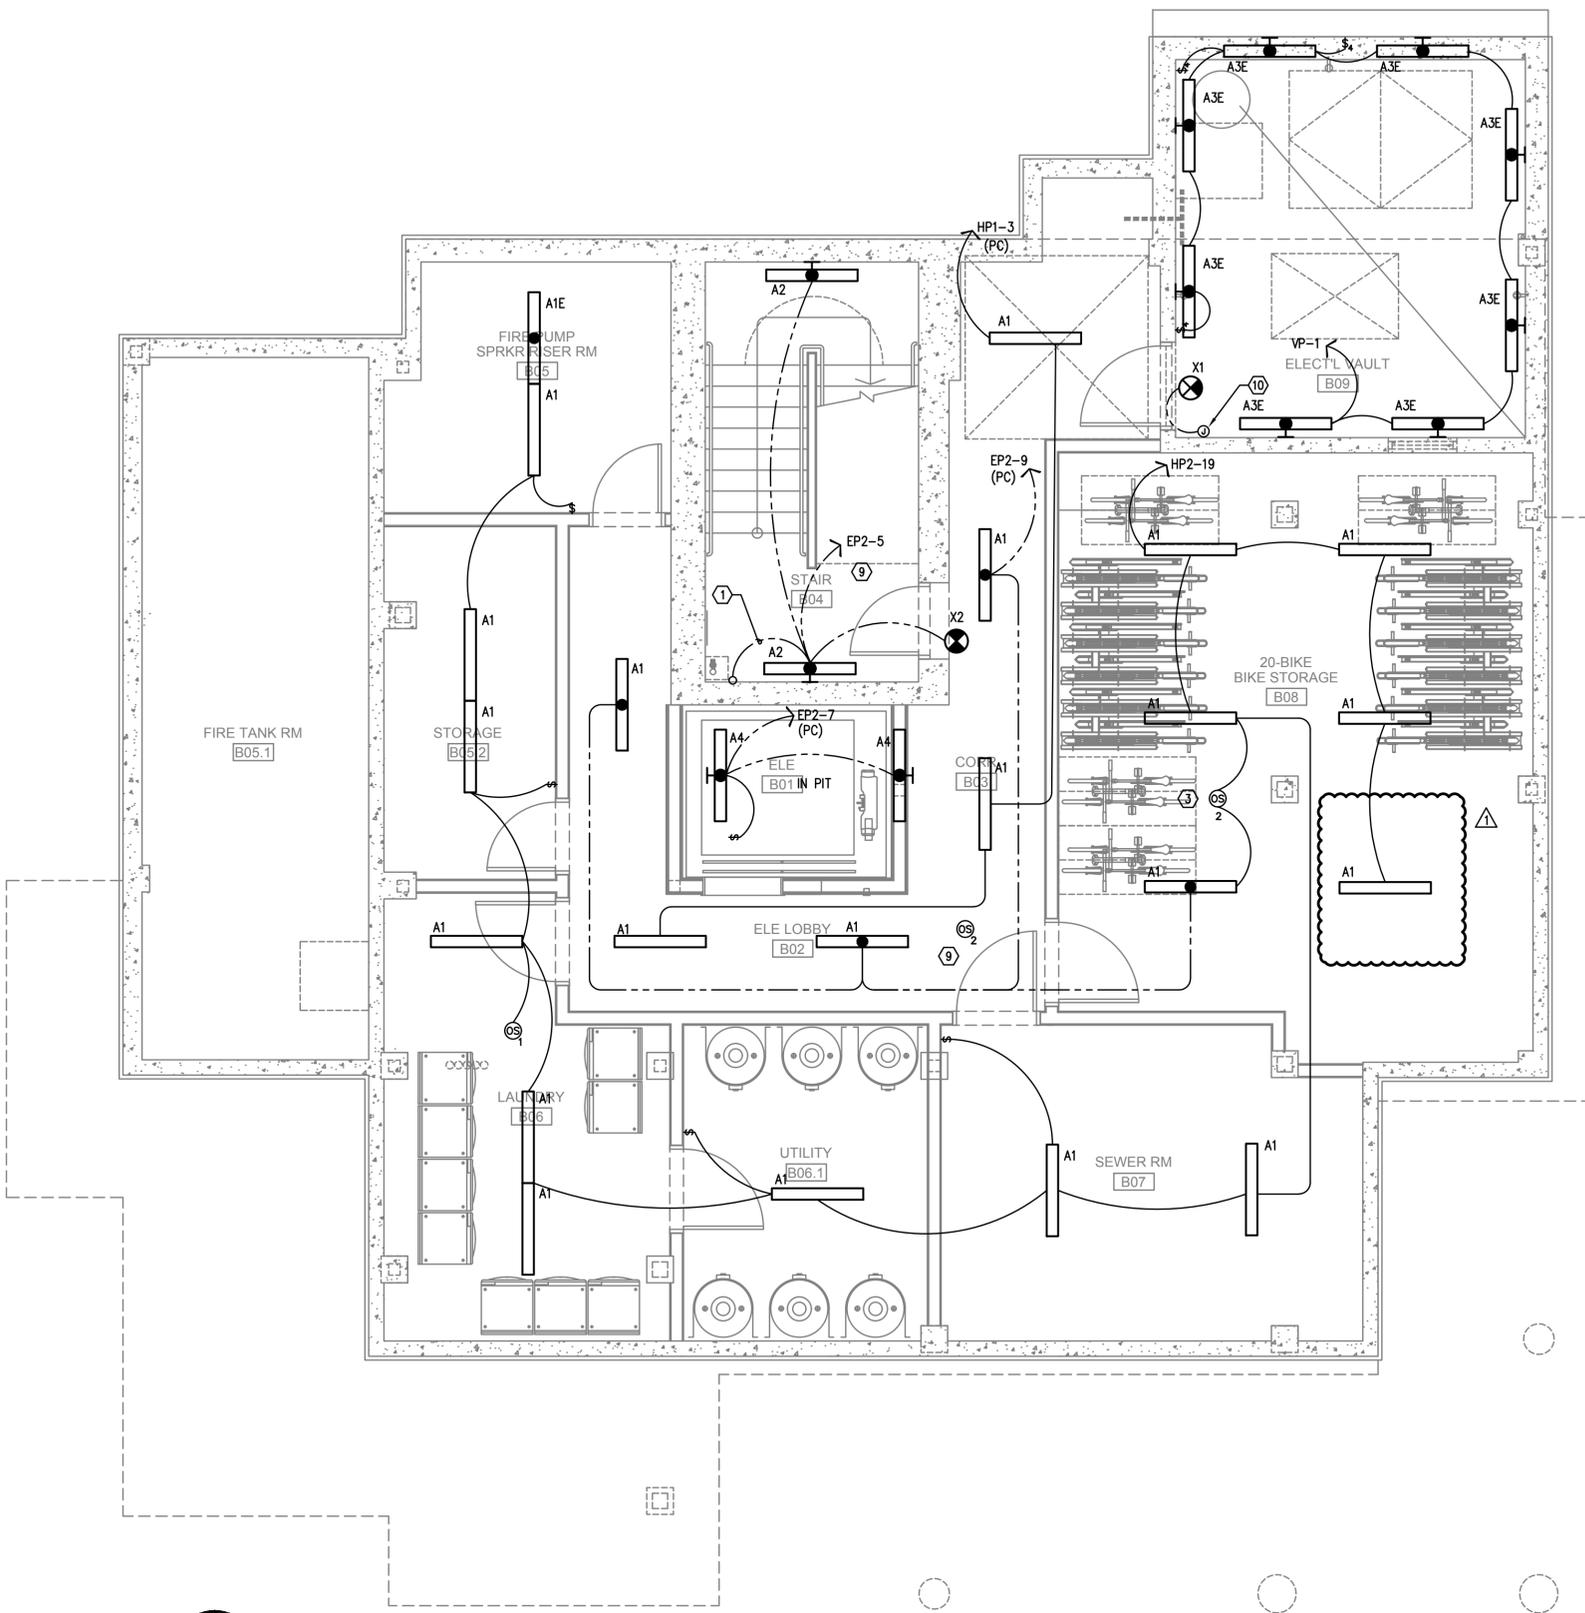 $4
$4
A3E
A3E
A3E
A3E
HP1-3
(PC)
A2
A3E
A3E
A1E
FIRE PUMP
SPRKR RISER RM
B05
A1
A1
VP-1
ELECT'L VAULT
B09
X1
10
J
$4
A3E
A3E
EP2-9
(PC)
HP2-19
$
EP2-5
9
STAIR
B04
A1
A1
A1
1
$
A1
X2
A2
A1
20-BIKE
BIKE STORAGE
B08
A1
A1
A1
FIRE TANK RM
B05.1
STORAGE
B05.2
EP2-7
(PC)
A4
A4
ELE
B01
IN PIT
CORR
B03
A1
$
$
3
OS
2
1
A1
A1
A1
A1
ELE LOBBY
B02
A1
OS
2
9
OS
1
$
LAUNDRY
B06
A1
$
UTILITY
B06.1
A1
A1
A1
SEWER RM
B07
A1